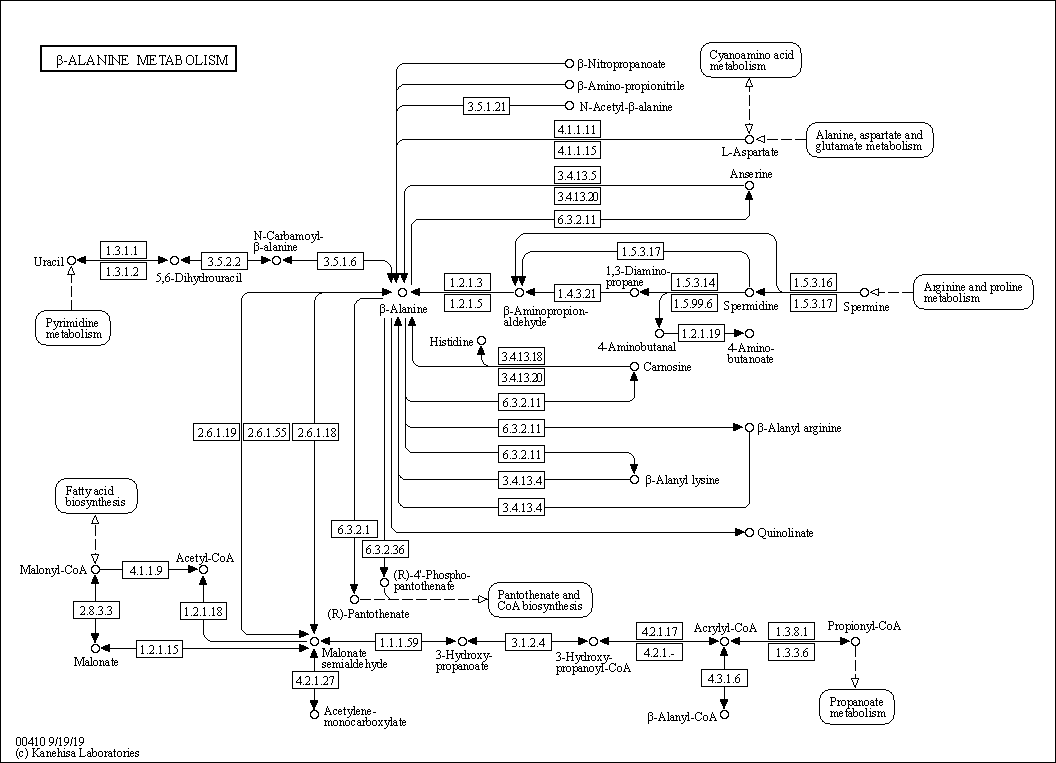 β-ALANINE METABOLISM
β-Nitropropanoate
β-Amino-propionitrile
3.5.1.21
N-Acetyl-β-alanine
Cyanoamino acid
metabolism
4.1.1.11
4.1.1.15
L-Aspartate
Alanine, aspartate and
glutamate metabolism
3.4.13.5
3.4.13.20
6.3.2.11
Anserine
Uracil
1.3.1.1
1.3.1.2
5,6-Dihydrouracil
3.5.2.2
N-Carbamoyl-
β-alanine
3.5.1.6
Pyrimidine
metabolism
β-Alanine
1.2.1.3
1.2.1.5
β-Aminopropion-
aldehyde
1.4.3.21
1,3-Diamino-
propane
1.5.3.17
1.5.3.14
1.5.99.6
Spermidine
1.5.3.16
1.5.3.17
Spermine
Arginine and proline
metabolism
4-Aminobutanal
1.2.1.19
4-Amino-
butanoate
Histidine
3.4.13.18
3.4.13.20
Carnosine
6.3.2.11
6.3.2.11
β-Alanyl arginine
6.3.2.11
3.4.13.4
β-Alanyl lysine
3.4.13.4
Quinolinate
2.6.1.19
2.6.1.55
2.6.1.18
6.3.2.1
6.3.2.36
(R)-4'-Phospho-
pantothenate
(R)-Pantothenate
Pantothenate and
CoA biosynthesis
Fatty acid
biosynthesis
Malonyl-CoA
4.1.1.9
Acetyl-CoA
2.8.3.3
1.2.1.18
Malonate
1.2.1.15
Malonate
semialdehyde
1.1.1.59
3-Hydroxy-
propanoate
3.1.2.4
3-Hydroxy-
propanoyl-CoA
4.2.1.17
4.2.1.-
Acrylyl-CoA
1.3.8.1
1.3.3.6
Propionyl-CoA
4.2.1.27
Acetylene-
monocarboxylate
4.3.1.6
β-Alanyl-CoA
Propanoate
metabolism
00410 9/19/19
(c) Kanehisa Laboratories